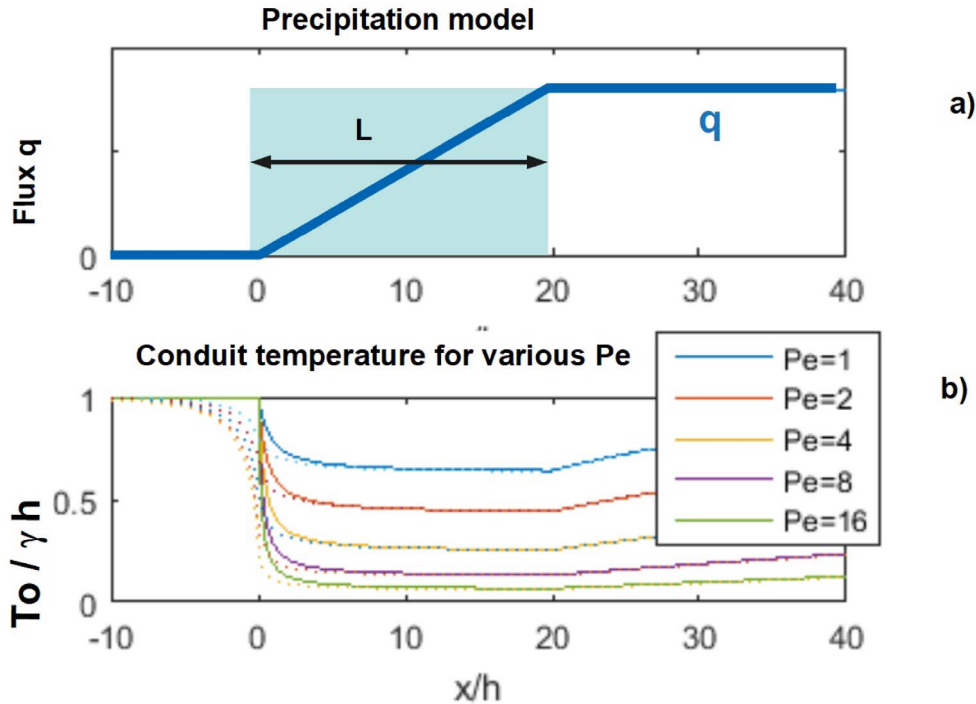 Precipitation model
a)
L
q
Flux q
0
-10 0 10 20 30 40
Conduit temperature for various Pe
b)
Pe=1
Pe=2
Pe=4
Pe=8
Pe=16
1
0.5
0
To / γ h
-10 0 10 20 30 40
x/h